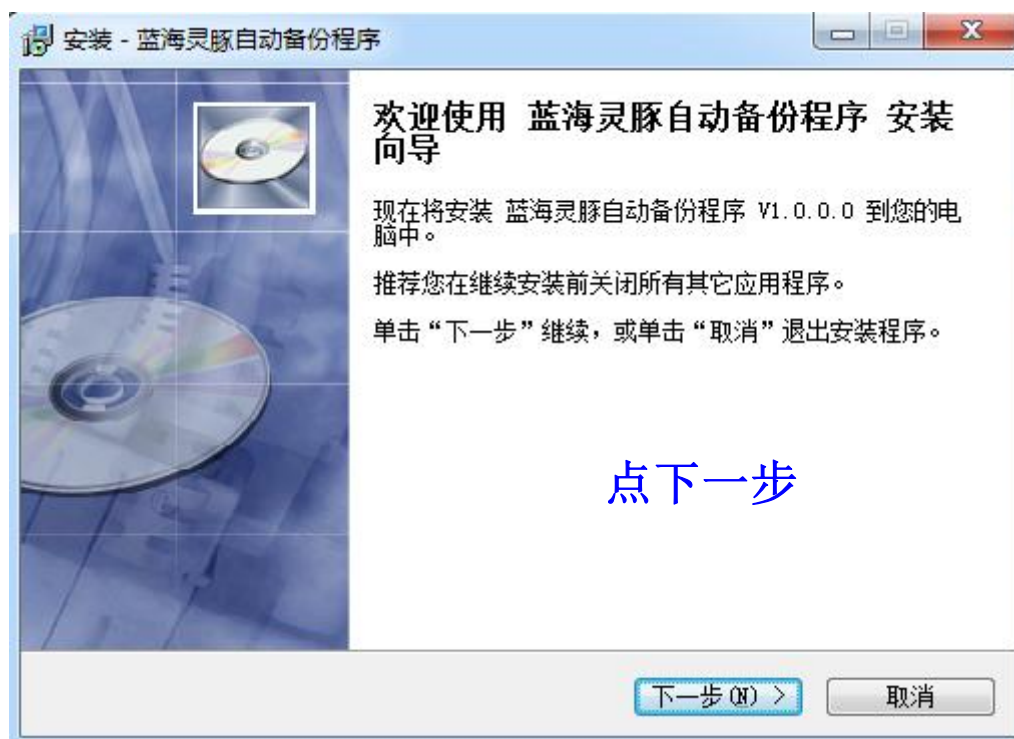 安装 - 蓝海灵豚自动备份程序
欢迎使用 蓝海灵豚自动备份程序 安装
向导
现在将安装 蓝海灵豚自动备份程序 V1.0.0.0 到您的电
脑中。
推荐您在继续安装前关闭所有其它应用程序。
单击“下一步”继续，或单击“取消”退出安装程序。
点下一步
下一步(N) > 取消